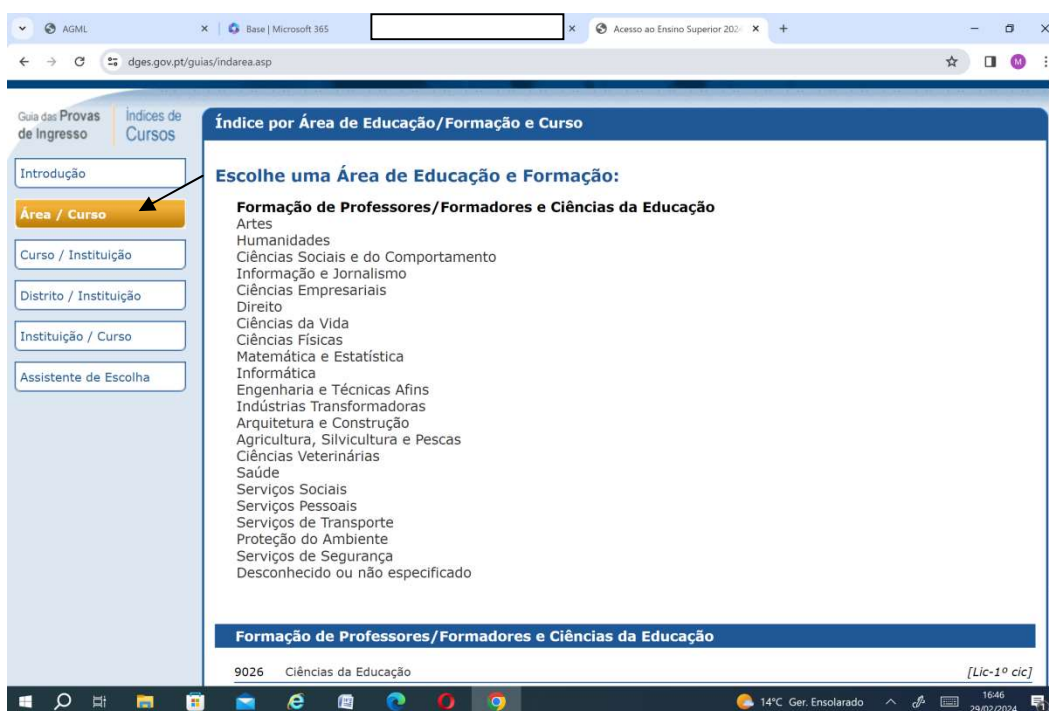 AGML
Base | Microsoft 365
Acesso ao Ensino Superior 202
dges.gov.pt/guias/indarea.asp
M
Guia das Provas de Ingresso
Índices de Cursos
Introdução
Área / Curso
Curso / Instituição
Distrito / Instituição
Instituição / Curso
Assistente de Escolha
Índice por Área de Educação/Formação e Curso
Escolhe uma Área de Educação e Formação:
Formação de Professores/Formadores e Ciências da Educação
Artes
Humanidades
Ciências Sociais e do Comportamento
Informação e Jornalismo
Ciências Empresariais
Direito
Ciências da Vida
Ciências Físicas
Matemática e Estatística
Informática
Engenharia e Técnicas Afins
Indústrias Transformadoras
Arquitetura e Construção
Agricultura, Silvicultura e Pescas
Ciências Veterinárias
Saúde
Serviços Sociais
Serviços Pessoais
Serviços de Transporte
Proteção do Ambiente
Serviços de Segurança
Desconhecido ou não especificado
Formação de Professores/Formadores e Ciências da Educação
9026 Ciências da Educação [Lic-1º cic]
14°C Ger. Ensolarado
16:46
29/02/2024